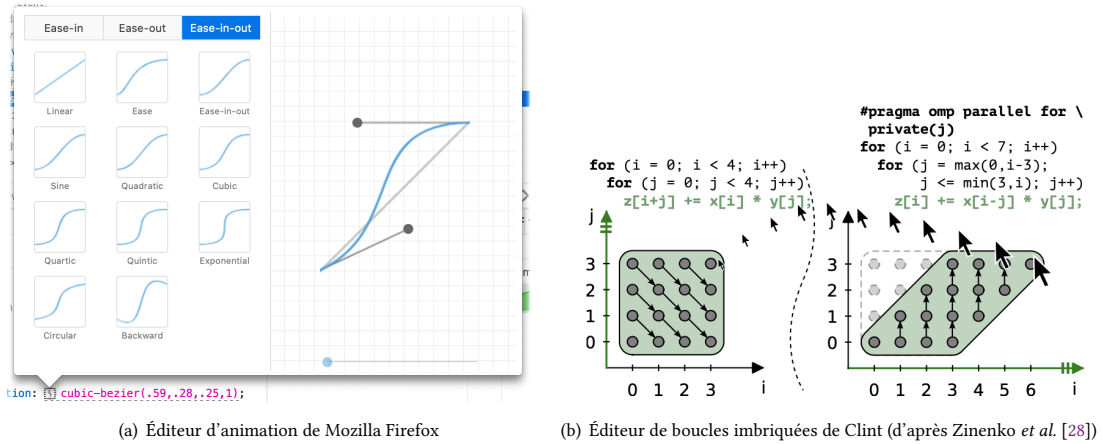 Ease-in Ease-out Ease-in-out
Linear Ease Ease-in-out
Sine Quadratic Cubic
Quartic Quintic Exponential
Circular Backward
tion: cubic-bezier(.59,.28,.25,1);
(a) Éditeur d'animation de Mozilla Firefox
for (i = 0; i < 4; i++)
for (j = 0; j < 4; j++)
z[i+j] += x[i] * y[j];
j
3
2
1
0
0 1 2 3 i
#pragma omp parallel for \
private(j)
for (i = 0; i < 7; i++)
for (j = max(0,i-3);
j <= min(3,i); j++)
z[i] += x[i-j] * y[j];
j
3
2
1
0
0 1 2 3 4 5 6 i
(b) Éditeur de boucles imbriquées de Clint (d'après Zinenko et al. [28])